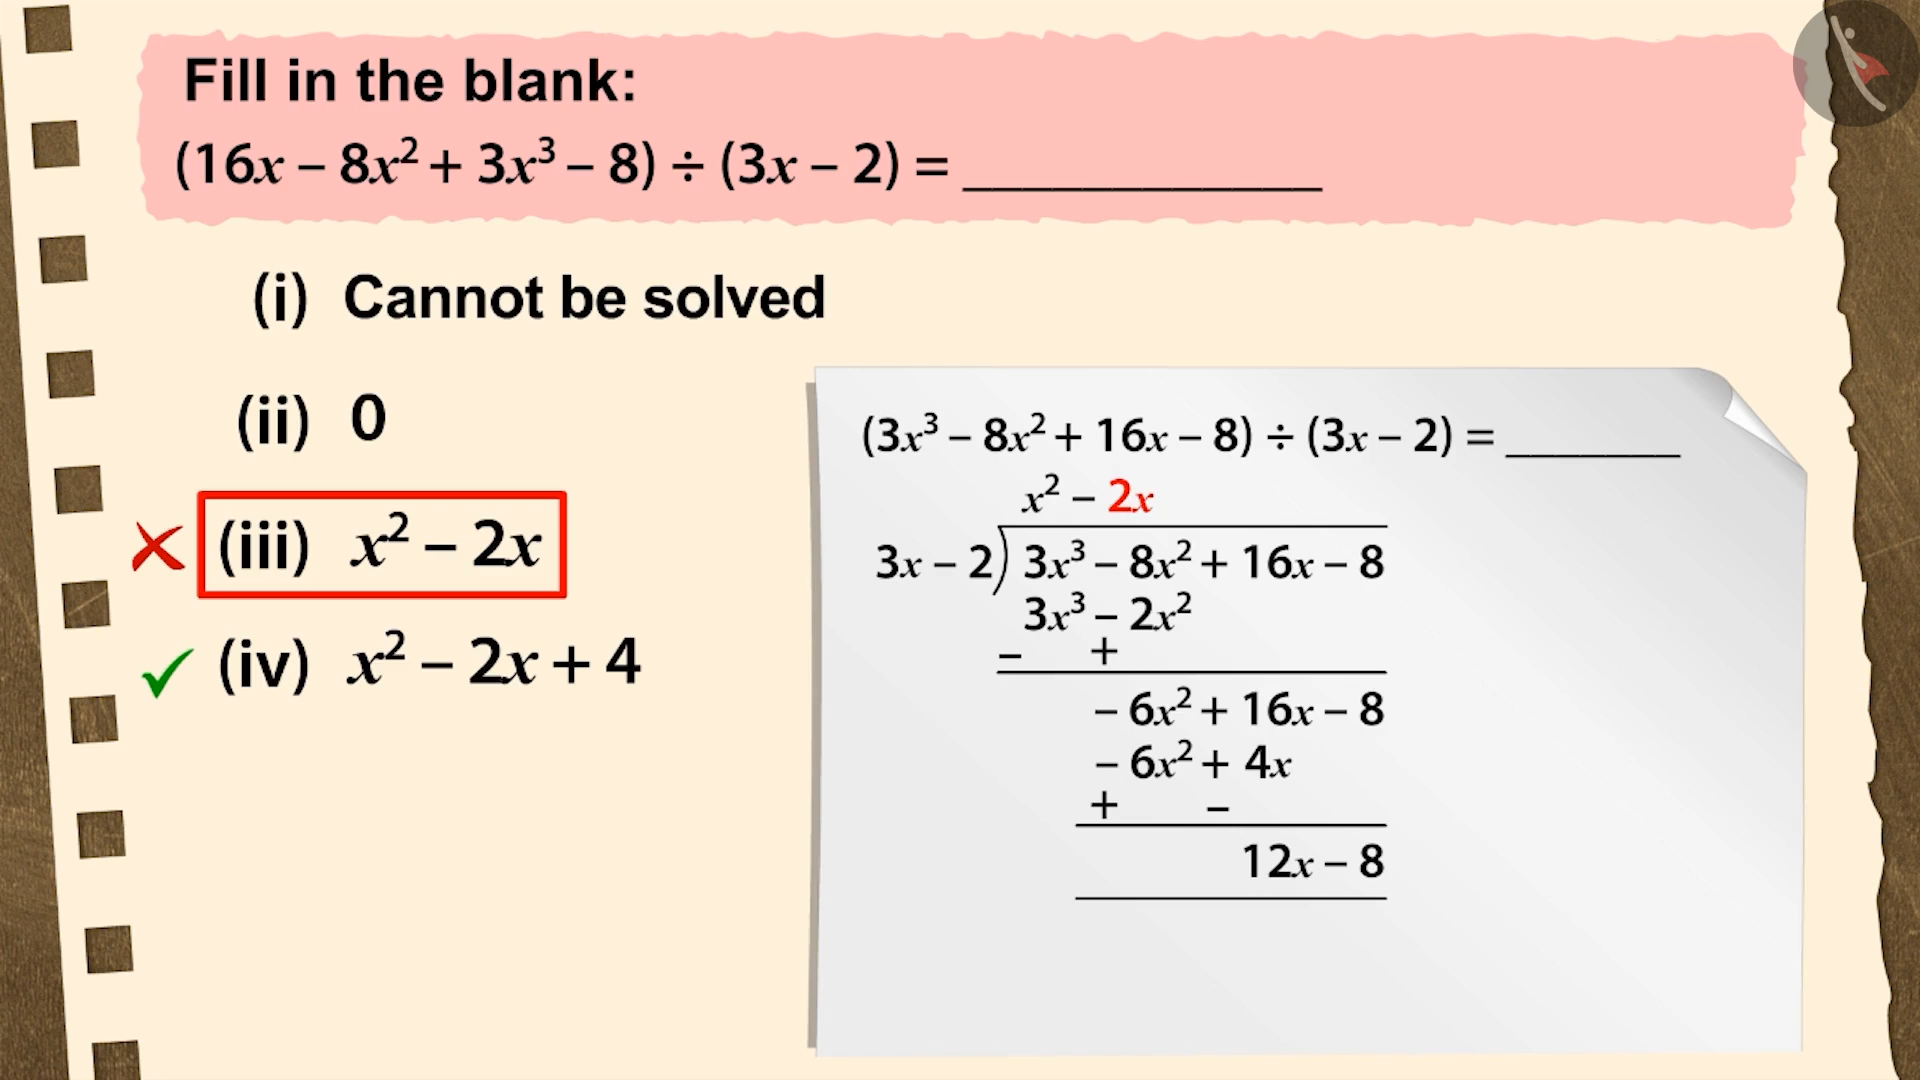 Fill in the blank:
(16x – 8x² + 3x³ – 8) ÷ (3x – 2) = ____________
(i) Cannot be solved
(ii) 0
(iii) x² – 2x
(iv) x² – 2x + 4
(3x³ – 8x² + 16x – 8) ÷ (3x – 2) = _______
x² – 2x
3x – 2) 3x³ – 8x² + 16x – 8
3x³ – 2x²
– +
– 6x² + 16x – 8
– 6x² + 4x
+ –
12x – 8